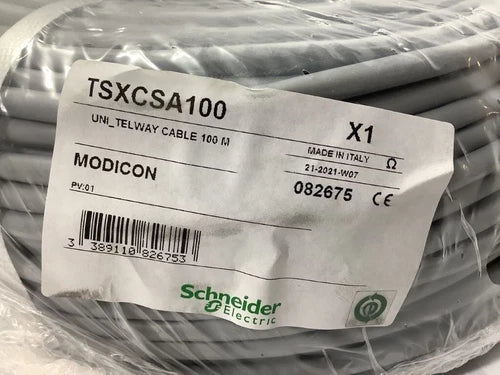 TSXCSA100
X1
UNI_TELWAY CABLE 100 M
MADE IN ITALY Ω
MODICON
21-2021-W07
082675 CE
PV:01
3 389110 826753
Schneider
Electric